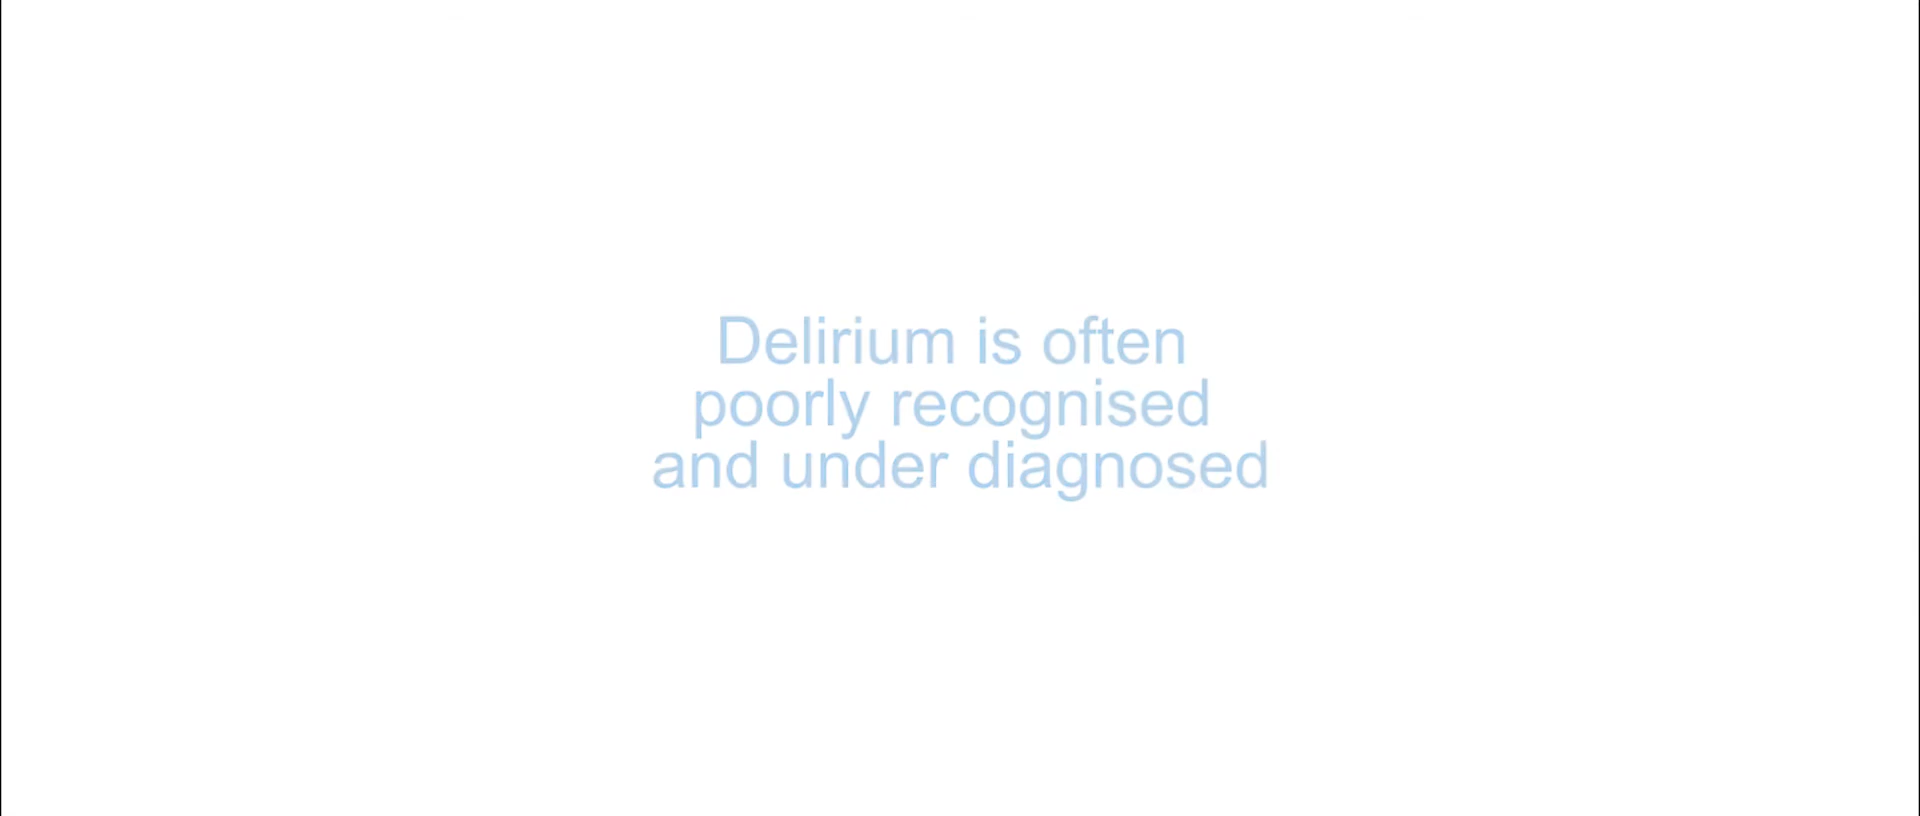 Delirium is often
poorly recognised
and under diagnosed